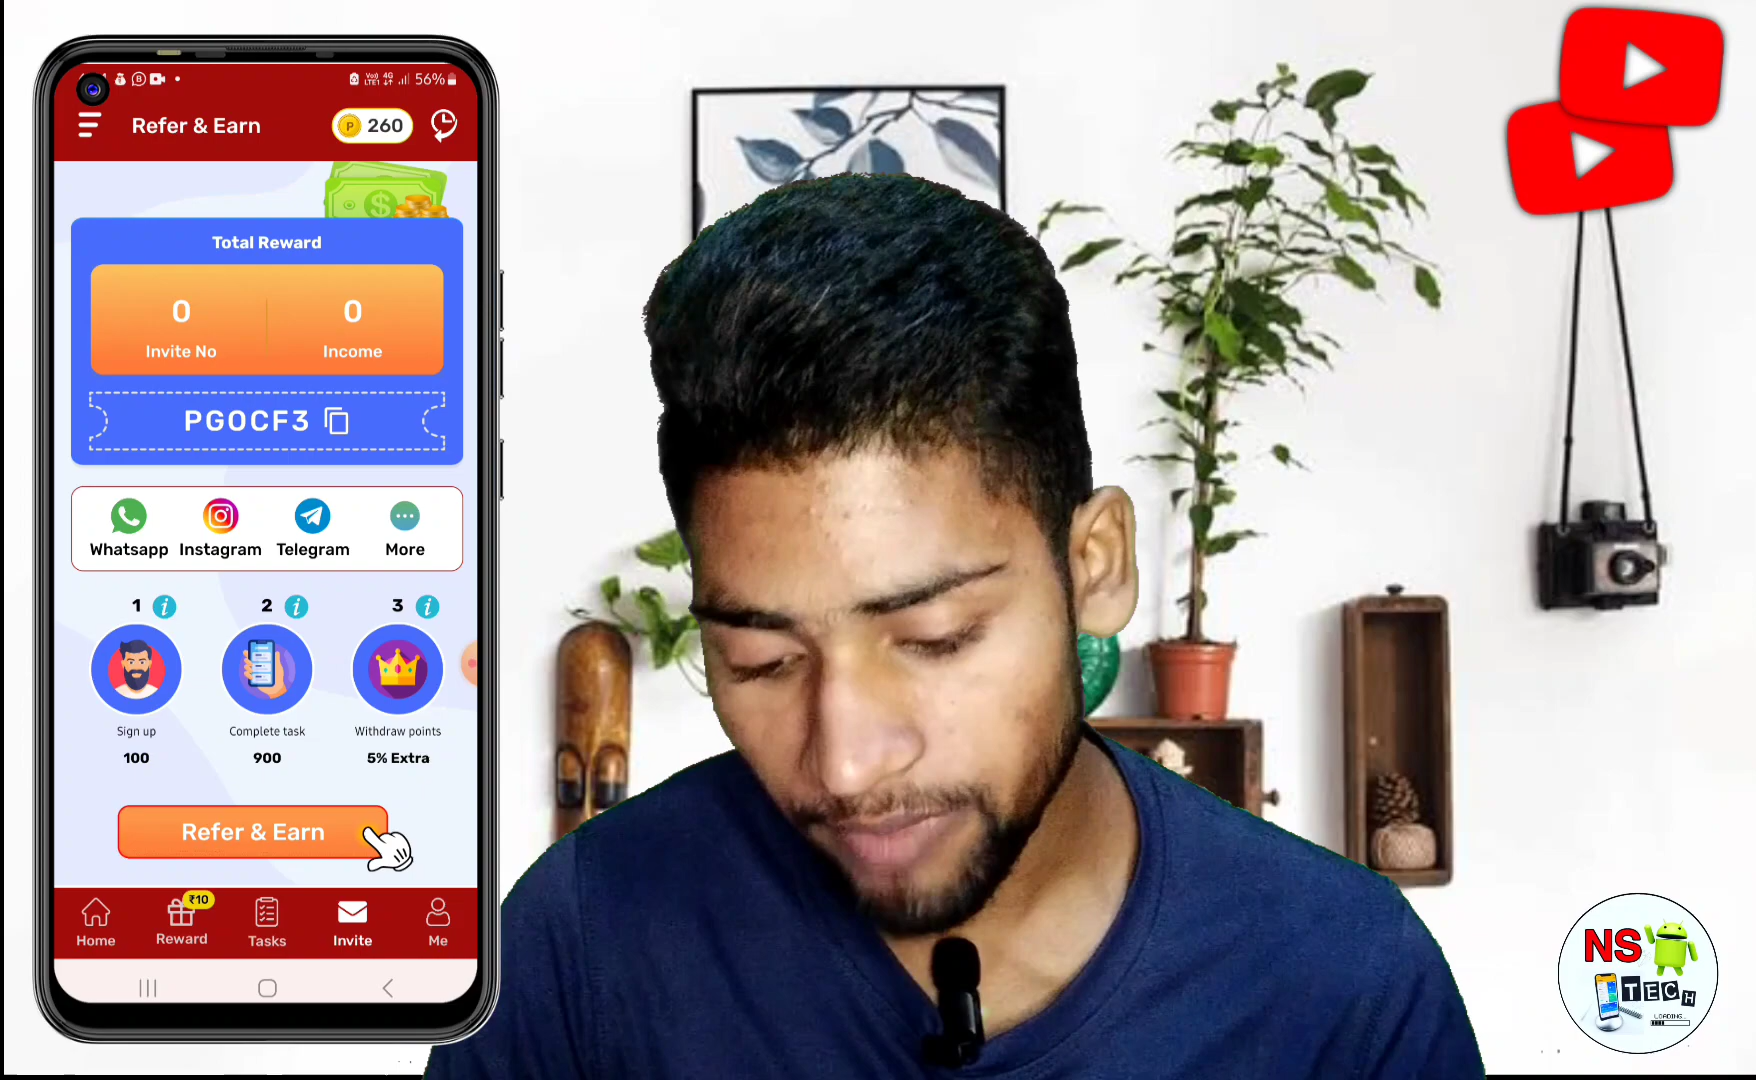 56%
Refer & Earn
P 260
Total Reward
0 0
Invite No Income
PGOCF3
Whatsapp Instagram Telegram More
1 i 2 i 3 i
Sign up Complete task Withdraw points
100 900 5% Extra
Refer & Earn
₹10
Home Reward Tasks Invite Me
NS
TECH
LOADING...